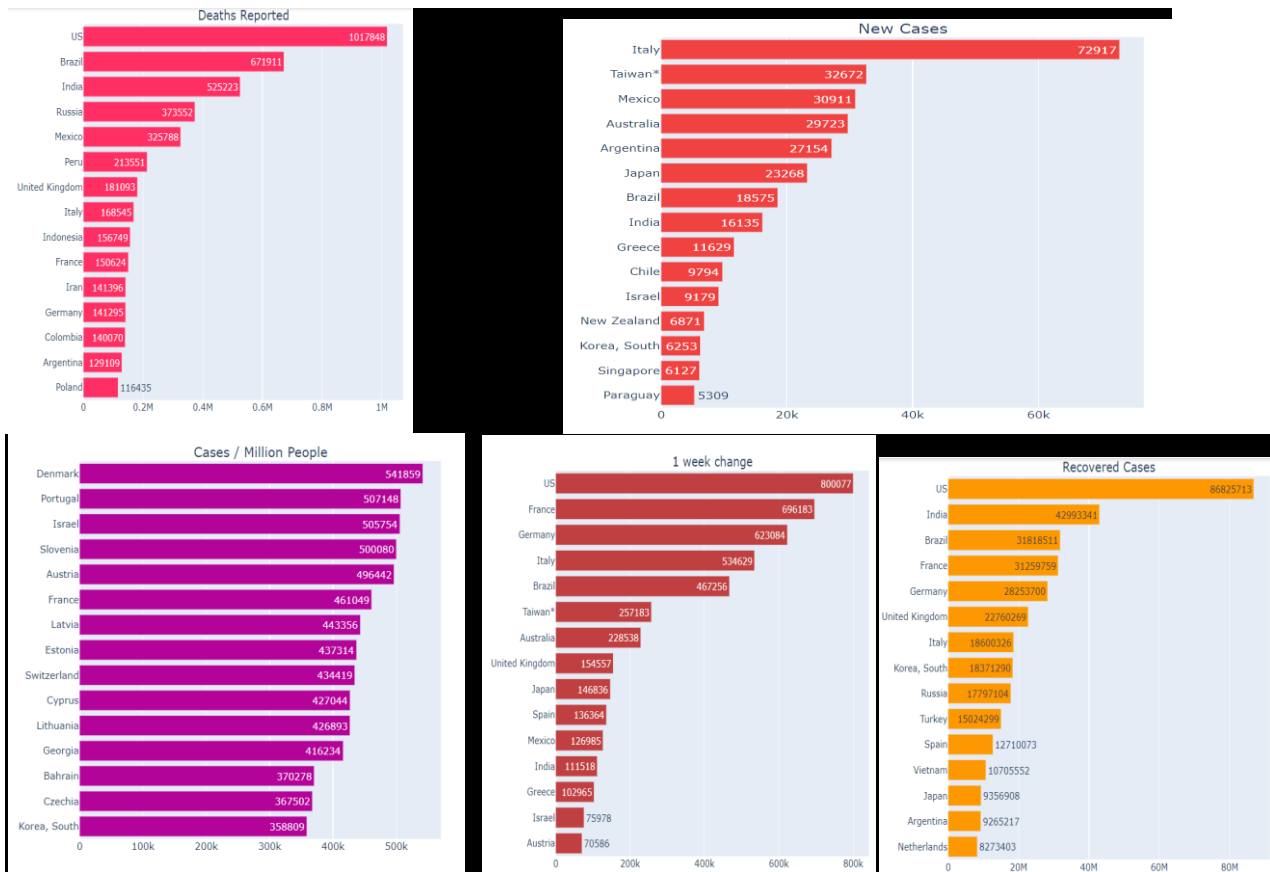 Deaths Reported
US 1017848
Brazil 671911
India 525223
Russia 373552
Mexico 325788
Peru 213551
United Kingdom 181093
Italy 168545
Indonesia 156749
France 150624
Iran 141396
Germany 141295
Colombia 140070
Argentina 129109
Poland 116435
0 0.2M 0.4M 0.6M 0.8M 1M
New Cases
Italy 72917
Taiwan* 32672
Mexico 30911
Australia 29723
Argentina 27154
Japan 23268
Brazil 18575
India 16135
Greece 11629
Chile 9794
Israel 9179
New Zealand 6871
Korea, South 6253
Singapore 6127
Paraguay 5309
0 20k 40k 60k
Cases / Million People
Denmark 541859
Portugal 507148
Israel 505754
Slovenia 500080
Austria 496442
France 461049
Latvia 443356
Estonia 437314
Switzerland 434419
Cyprus 427044
Lithuania 426893
Georgia 416234
Bahrain 370278
Czechia 367502
Korea, South 358809
0 100k 200k 300k 400k 500k
1 week change
US 800077
France 696183
Germany 623084
Italy 534629
Brazil 467256
Taiwan* 257183
Australia 228538
United Kingdom 154557
Japan 146836
Spain 136364
Mexico 126985
India 111518
Greece 102965
Israel 75978
Austria 70586
0 200k 400k 600k 800k
Recovered Cases
US 86825713
India 42993341
Brazil 31818511
France 31259759
Germany 28253700
United Kingdom 22760269
Italy 18600326
Korea, South 18371290
Russia 17797104
Turkey 15024299
Spain 12710073
Vietnam 10705552
Japan 9356908
Argentina 9265217
Netherlands 8273403
0 20M 40M 60M 80M